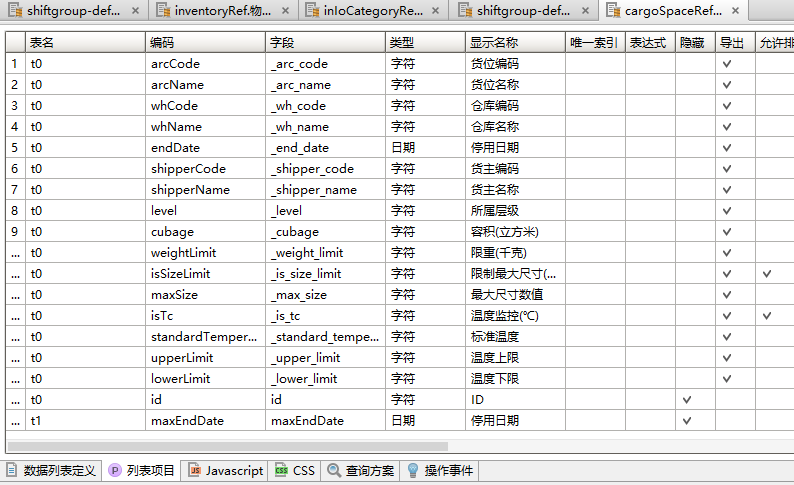 shiftgroup-def... × inventoryRef.物... × inIoCategoryRe... × shiftgroup-def... × cargoSpaceRef... ×
表名 编码 字段 类型 显示名称 唯一索引 表达式 隐藏 导出 允许排
1 t0 arcCode _arc_code 字符 货位编码
2 t0 arcName _arc_name 字符 货位名称
3 t0 whCode _wh_code 字符 仓库编码
4 t0 whName _wh_name 字符 仓库名称
5 t0 endDate _end_date 日期 停用日期
6 t0 shipperCode _shipper_code 字符 货主编码
7 t0 shipperName _shipper_name 字符 货主名称
8 t0 level _level 字符 所属层级
9 t0 cubage _cubage 字符 容积(立方米)
... t0 weightLimit _weight_limit 字符 限重(千克)
... t0 isSizeLimit _is_size_limit 字符 限制最大尺寸(...
... t0 maxSize _max_size 字符 最大尺寸数值
... t0 isTc _is_tc 字符 温度监控(℃)
... t0 standardTemper... _standard_tempe... 字符 标准温度
... t0 upperLimit _upper_limit 字符 温度上限
... t0 lowerLimit _lower_limit 字符 温度下限
... t0 id id 字符 ID
... t1 maxEndDate maxEndDate 日期 停用日期
数据列表定义 P 列表项目 JS Javascript CSS CSS 查询方案 操作事件